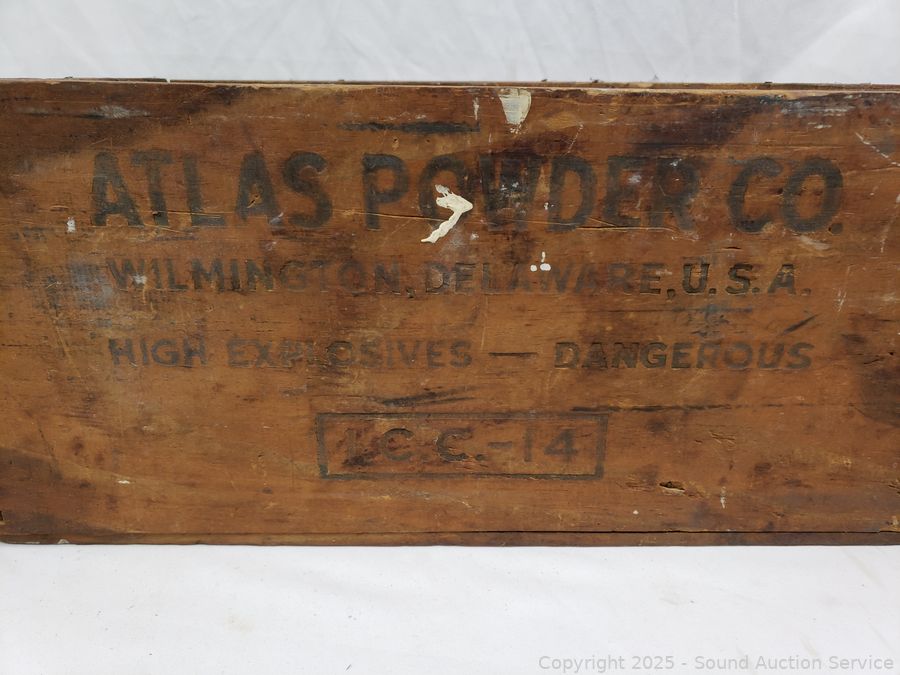 ATLAS POWDER CO.
WILMINGTON, DELAWARE, U.S.A.
HIGH EXPLOSIVES — DANGEROUS
I.C.C.-14
Copyright © 2025 - Sound Auction Service